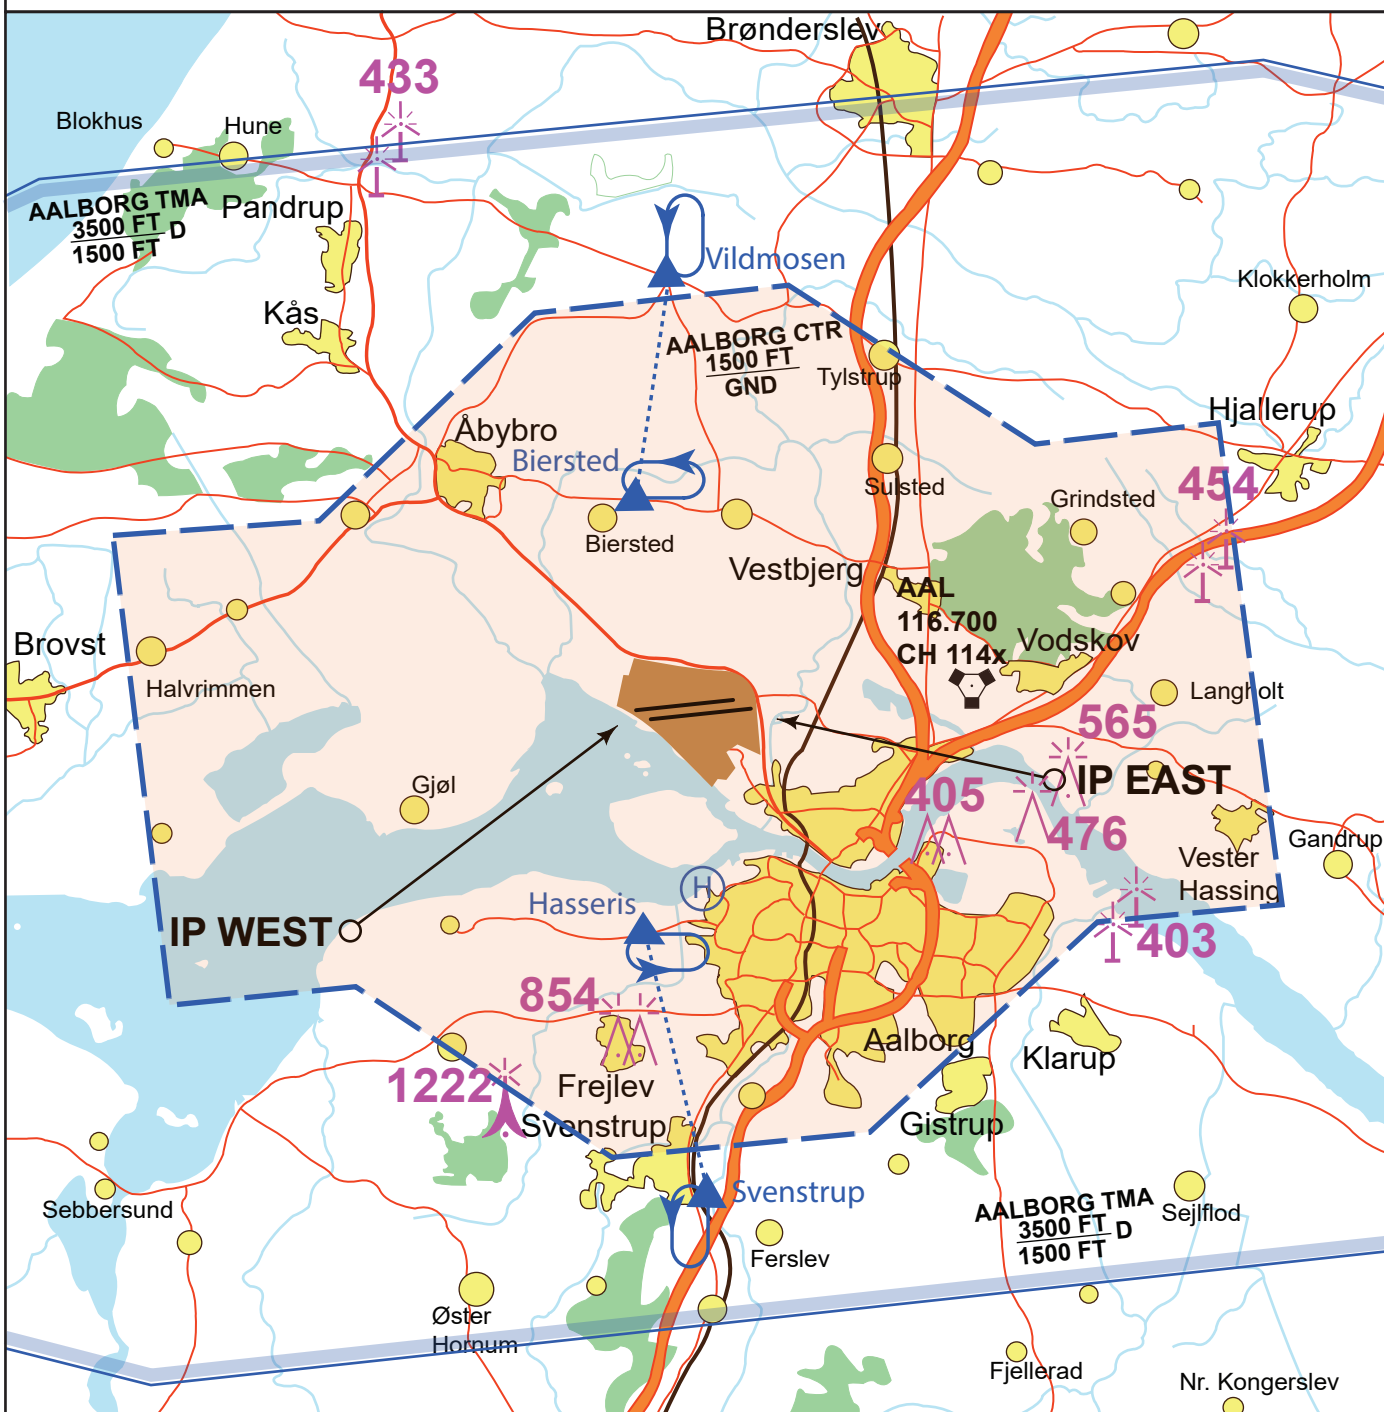 Brønderslev
433
Blokhus
Hune
AALBORG TMA
3500 FT
D
1500 FT
Pandrup
Vildmosen
Klokkerholm
Kås
AALBORG CTR
1500 FT
GND
Tylstrup
Hjallerup
Åbybro
Biersted
Sulsted
454
Grindsted
Biersted
Vestbjerg
AAL
116.700
CH 114x
Vodskov
Brovst
Halvrimmen
Langholt
565
IP EAST
Gjøl
405
476
Vester
Hassing
Gandrup
H
Hasseris
IP WEST
403
854
Aalborg
Klarup
1222
Frejlev
Svenstrup
Gistrup
Svenstrup
Sebbersund
AALBORG TMA
3500 FT
D
1500 FT
Sejlflod
Ferslev
Øster
Hornum
Fjellerad
Nr. Kongerslev